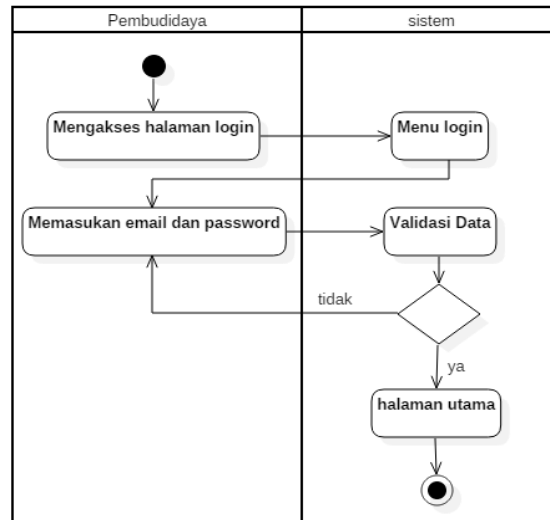 Pembudidaya
sistem
Mengakses halaman login
Menu login
Memasukan email dan password
Validasi Data
tidak
ya
halaman utama